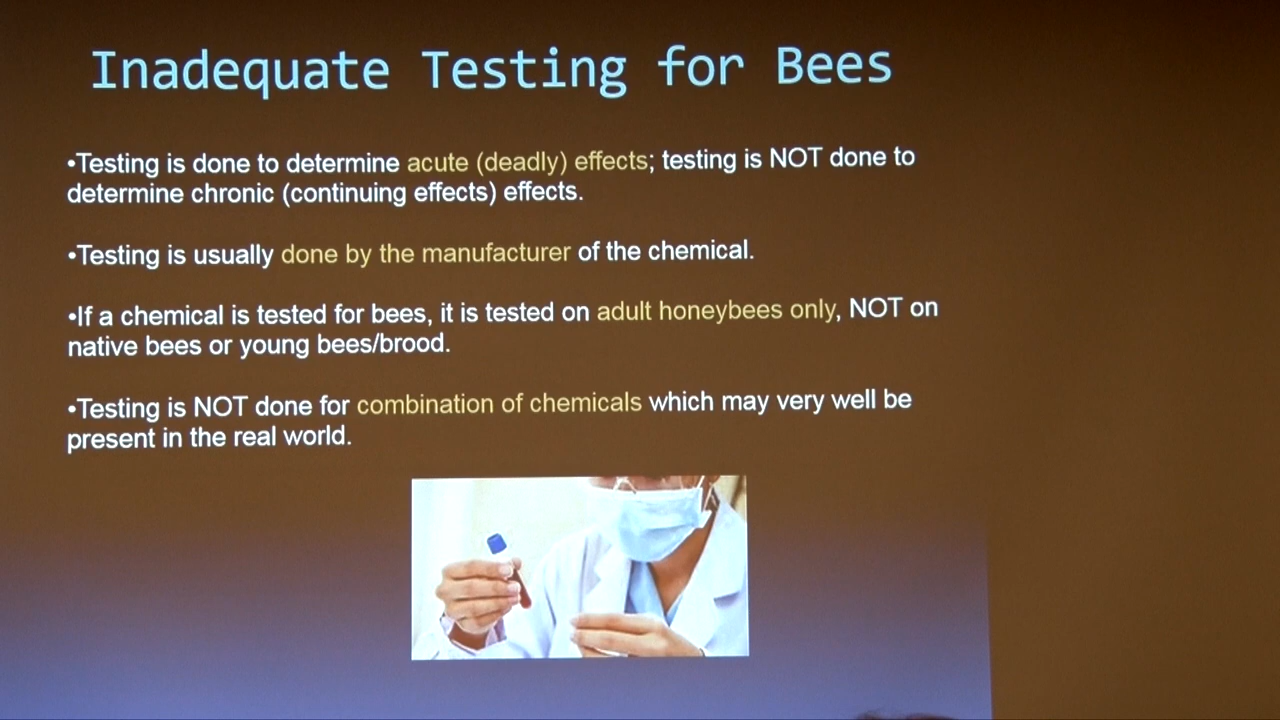 Inadequate Testing for Bees
•Testing is done to determine acute (deadly) effects; testing is NOT done to
determine chronic (continuing effects) effects.
•Testing is usually done by the manufacturer of the chemical.
•If a chemical is tested for bees, it is tested on adult honeybees only, NOT on
native bees or young bees/brood.
•Testing is NOT done for combination of chemicals which may very well be
present in the real world.